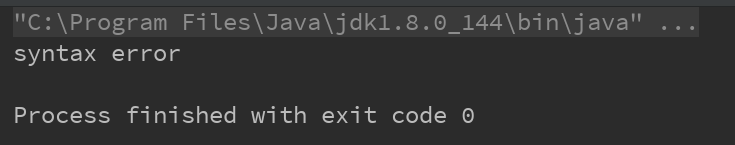 "C:\Program Files\Java\jdk1.8.0_144\bin\java" ...
syntax error
Process finished with exit code 0